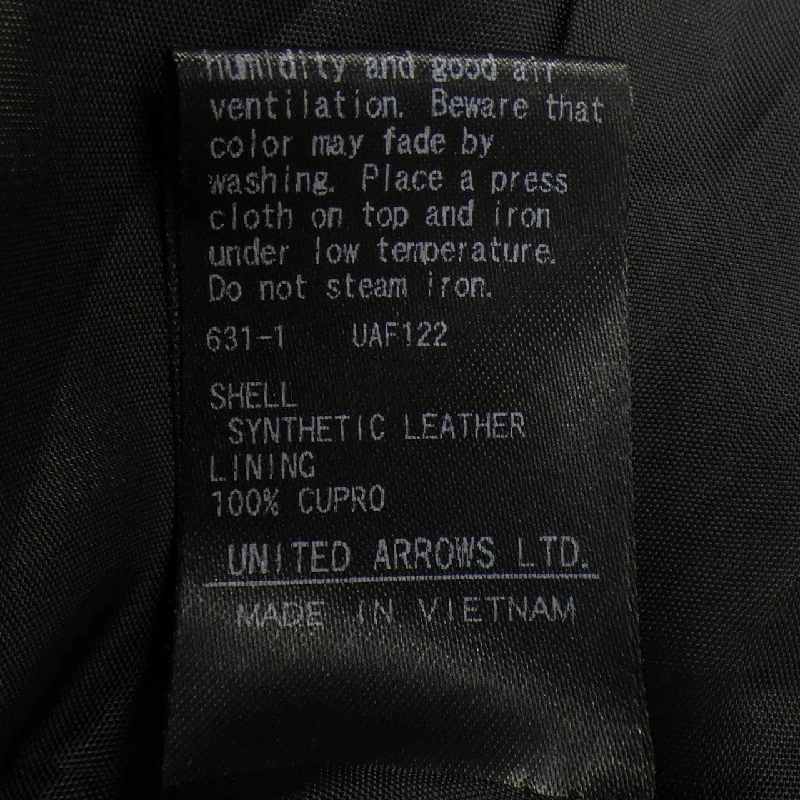 humidity and good air
ventilation. Beware that
color may fade by
washing. Place a press
cloth on top and iron
under low temperature.
Do not steam iron.
631-1 UAF122
SHELL
SYNTHETIC LEATHER
LINING
100% CUPRO
UNITED ARROWS LTD.
MADE IN VIETNAM